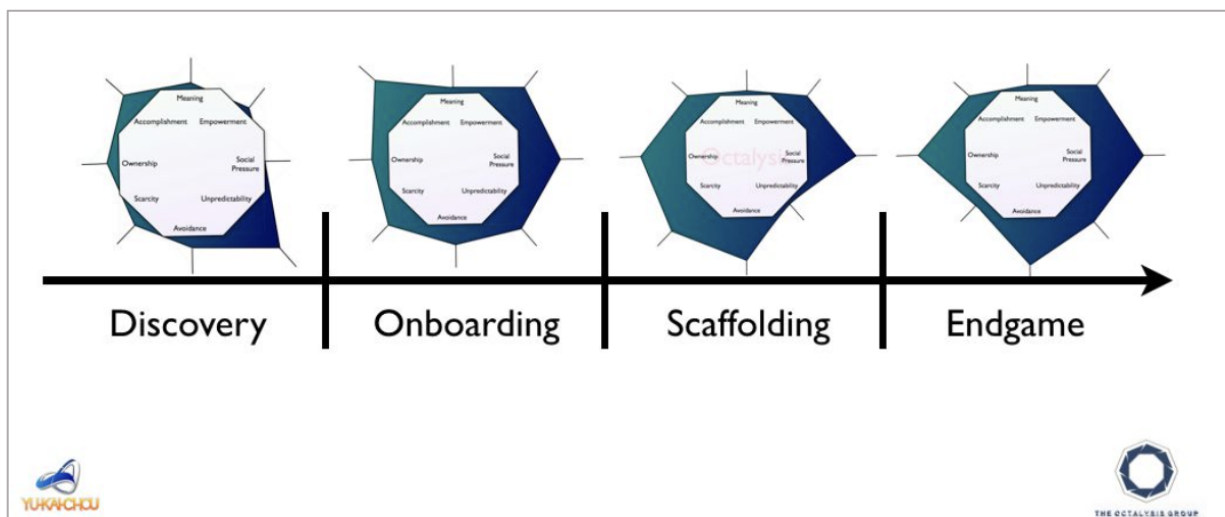 Meaning
Accomplishment Empowerment
Ownership Social
Pressure
Scarcity Unpredictability
Avoidance
Meaning
Accomplishment Empowerment
Ownership Social
Pressure
Scarcity Unpredictability
Avoidance
Meaning
Accomplishment Empowerment
Octalysis
Ownership Social
Pressure
Scarcity Unpredictability
Avoidance
Meaning
Accomplishment Empowerment
Ownership Social
Pressure
Scarcity Unpredictability
Avoidance
Discovery Onboarding Scaffolding Endgame
YU-KAI-CHOU
THE OCTALYSIS GROUP